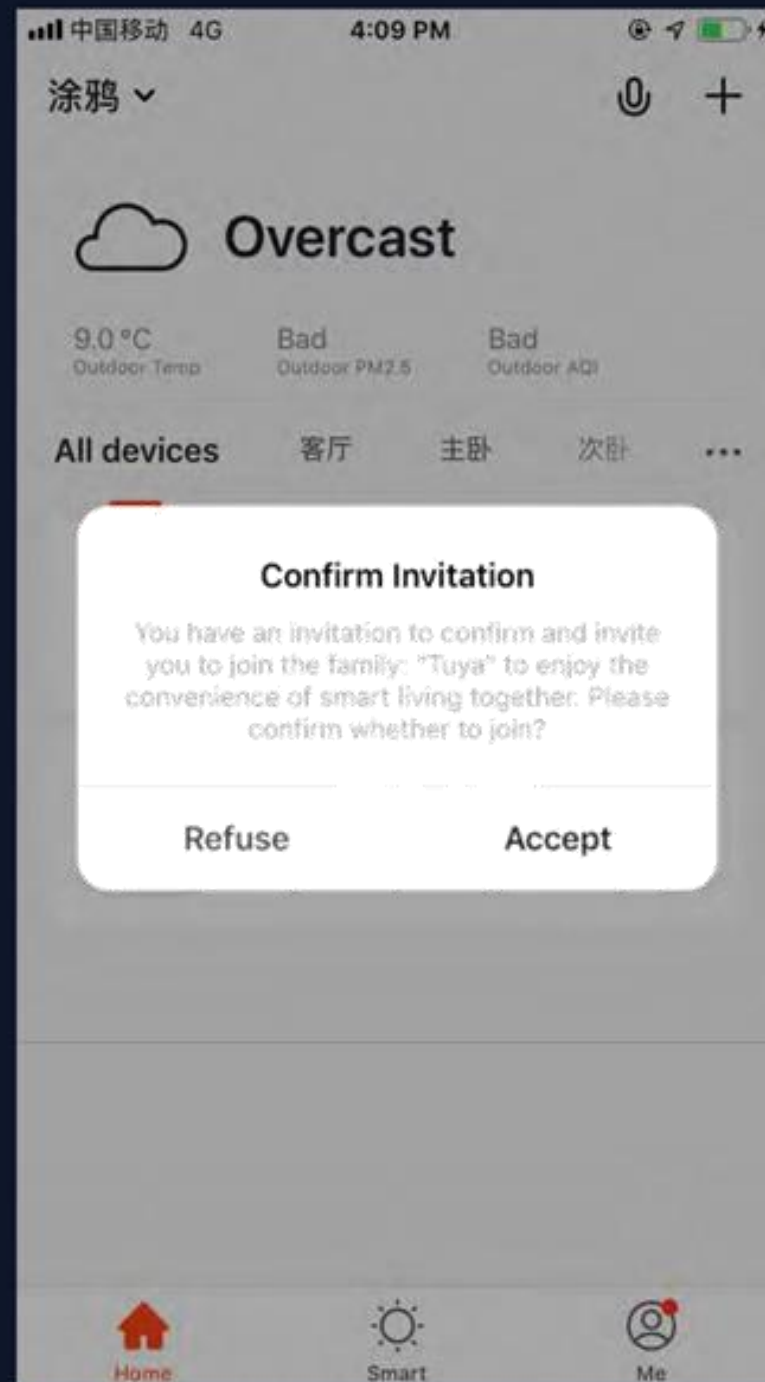 中国移动 4G 4:09 PM
涂鸦
Overcast
9.0 °C Bad Bad
Outdoor Temp Outdoor PM2.5 Outdoor AQI
All devices 客厅 主卧 次卧
Confirm Invitation
You have an invitation to confirm and invite
you to join the family: "Tuya" to enjoy the
convenience of smart living together. Please
confirm whether to join?
Refuse Accept
Home Smart Me